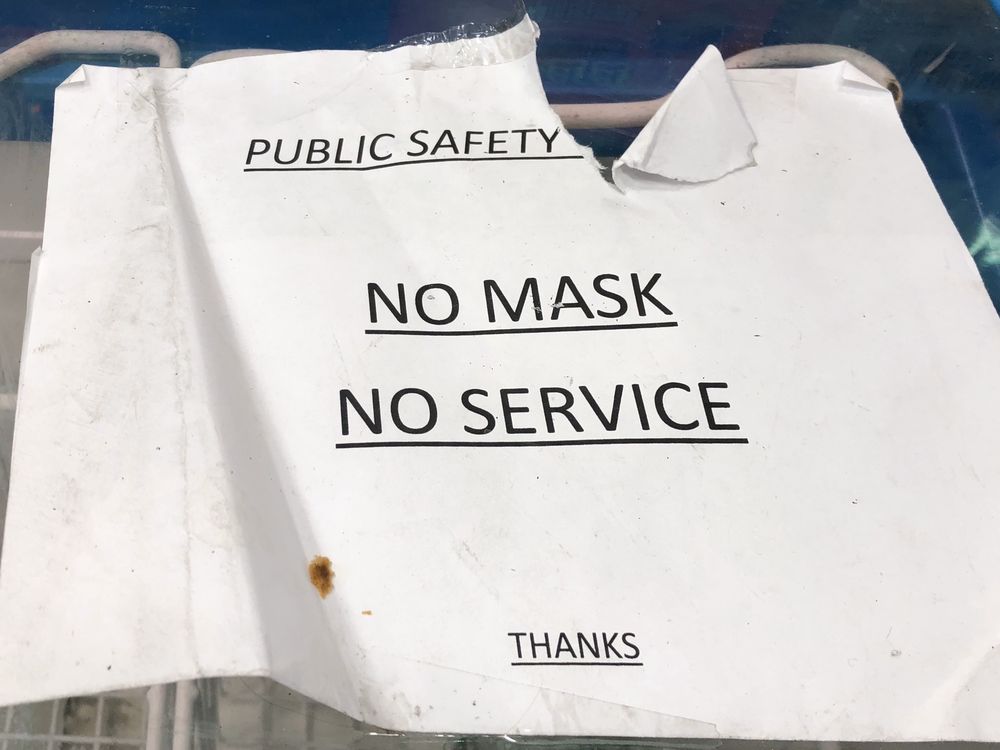 PUBLIC SAFETY
NO MASK
NO SERVICE
THANKS